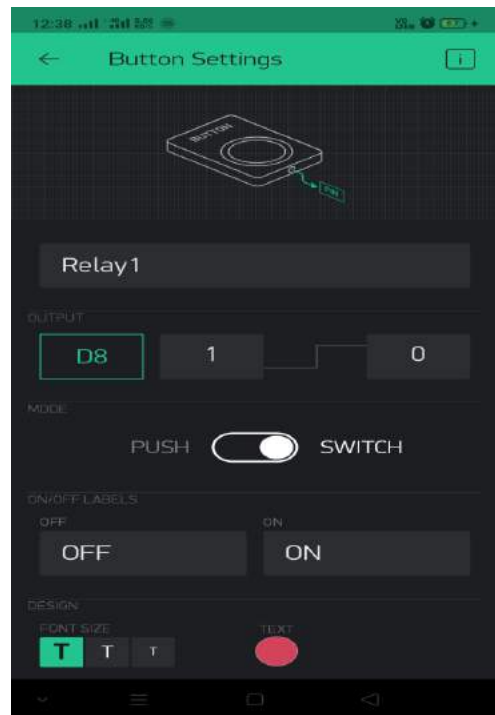 12:38
← Button Settings i
BUTTON
PIN
Relay1
OUTPUT
D8 1 0
MODE
PUSH SWITCH
ON/OFF LABELS
OFF ON
OFF ON
DESIGN
FONT SIZE TEXT
T T T